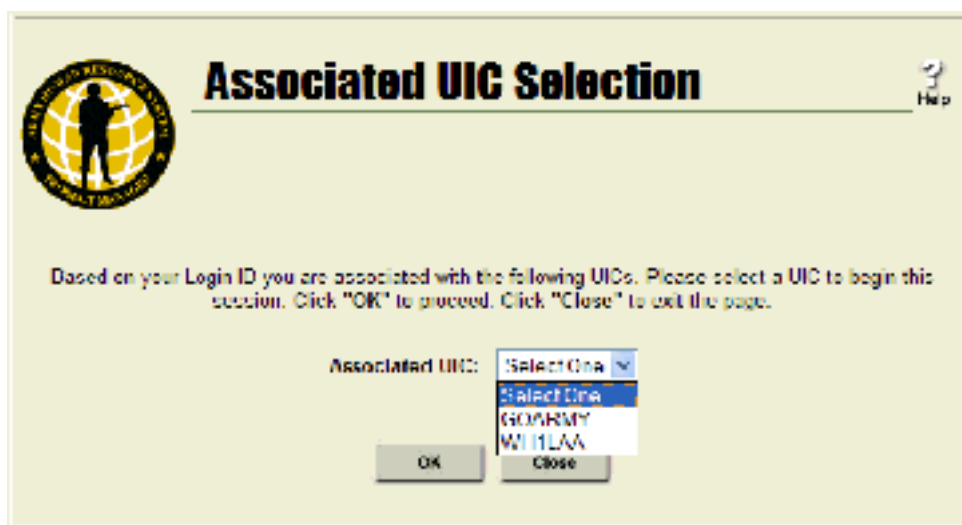 Associated UIC Selection
Help
Based on your Login ID you are associated with the following UICs. Please select a UIC to begin this
session. Click "OK" to proceed. Click "Close" to exit the page.
Associated UIC: Select One
Select One
GOARMY
WH1LAA
OK Close